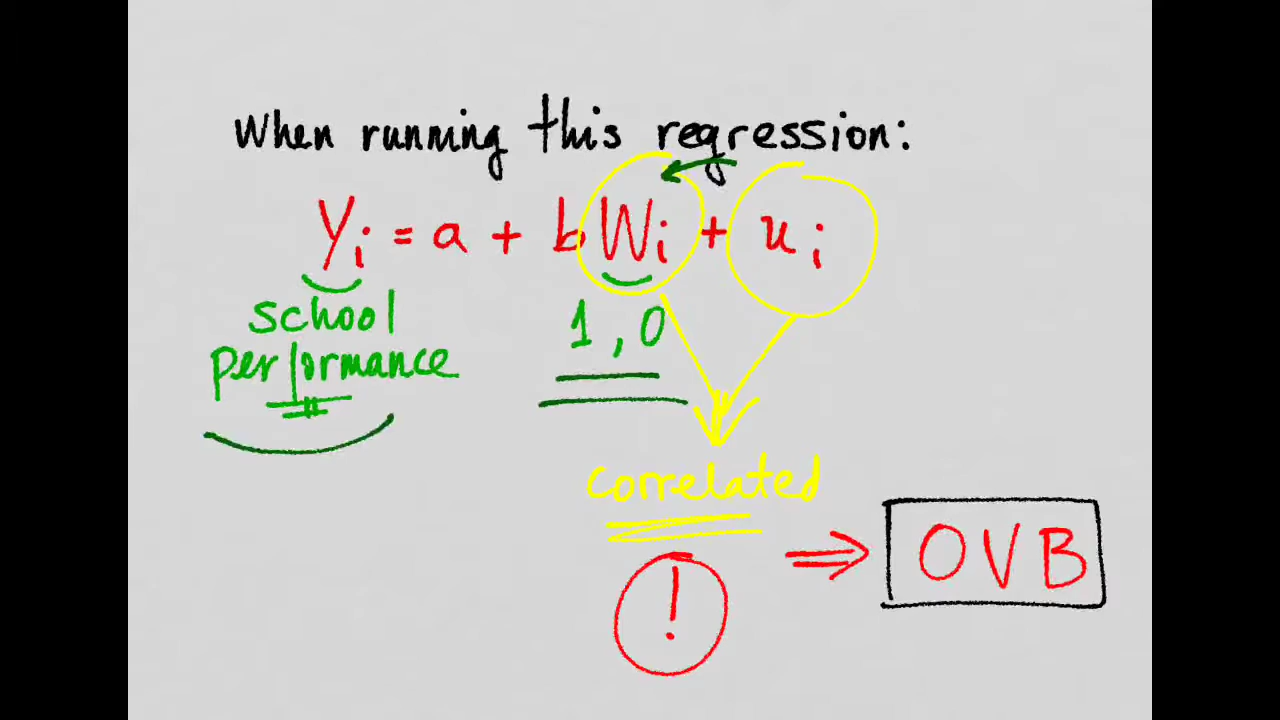 When running this regression:
Yi = a + bWi + ui
school
performance
1,0
correlated
!
⇒ OVB